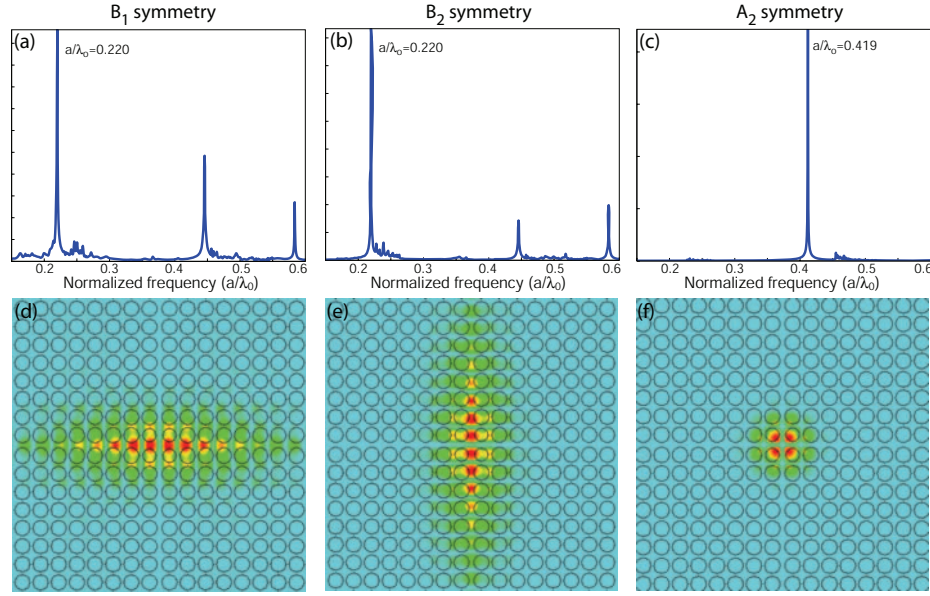 B₁ symmetry
B₂ symmetry
A₂ symmetry
(a)
a/λₒ=0.220
(b)
a/λₒ=0.220
(c)
a/λₒ=0.419
0.2 0.3 0.4 0.5 0.6
0.2 0.3 0.4 0.5 0.6
0.2 0.3 0.4 0.5 0.6
Normalized frequency (a/λ₀)
Normalized frequency (a/λ₀)
Normalized frequency (a/λ₀)
(d)
(e)
(f)